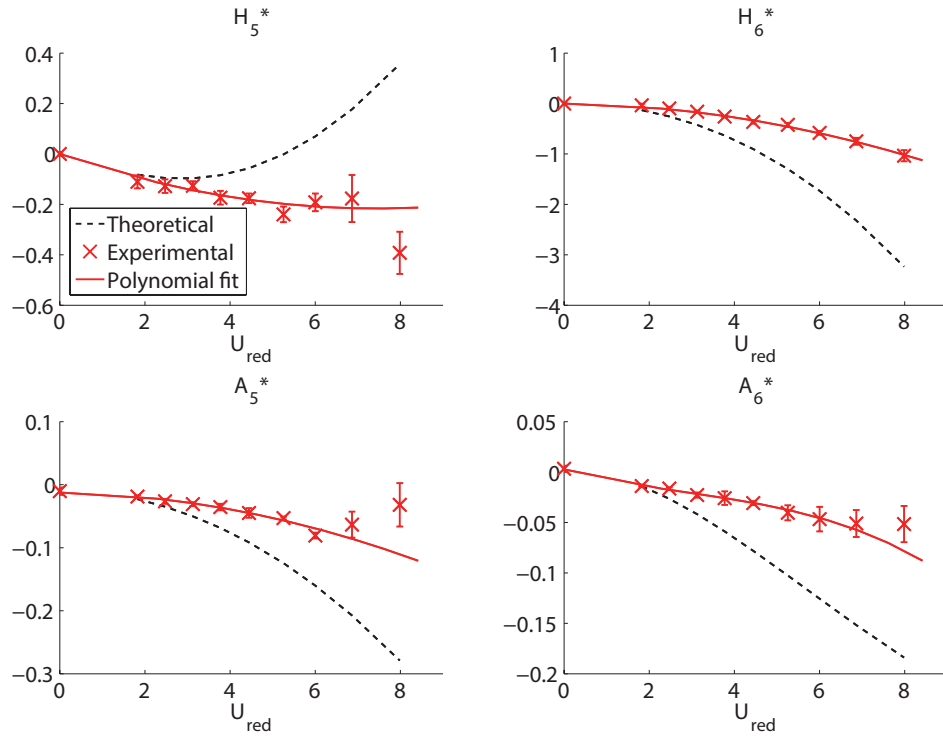 H5*
0.4
0.2
0
−0.2
−0.4
−0.6
Theoretical
Experimental
Polynomial fit
0 2 4 6 8
Ured
H6*
1
0
−1
−2
−3
−4
0 2 4 6 8
Ured
A5*
0.1
0
−0.1
−0.2
−0.3
0 2 4 6 8
Ured
A6*
0.05
0
−0.05
−0.1
−0.15
−0.2
0 2 4 6 8
Ured